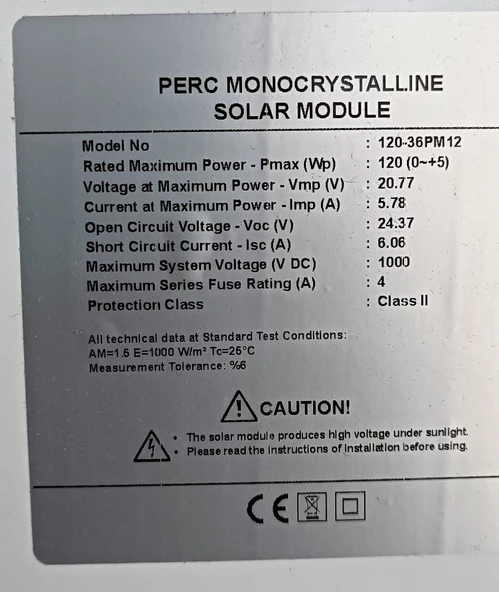 PERC MONOCRYSTALLINE
SOLAR MODULE
Model No : 120-36PM12
Rated Maximum Power - Pmax (Wp) : 120 (0~+5)
Voltage at Maximum Power - Vmp (V) : 20.77
Current at Maximum Power - Imp (A) : 5.78
Open Circuit Voltage - Voc (V) : 24.37
Short Circuit Current - Isc (A) : 6.06
Maximum System Voltage (V DC) : 1000
Maximum Series Fuse Rating (A) : 4
Protection Class : Class II
All technical data at Standard Test Conditions:
AM=1.5 E=1000 W/m² Tc=25°C
Measurement Tolerance: %6
CAUTION!
• The solar module produces high voltage under sunlight.
• Please read the instructions of installation before using.
CE